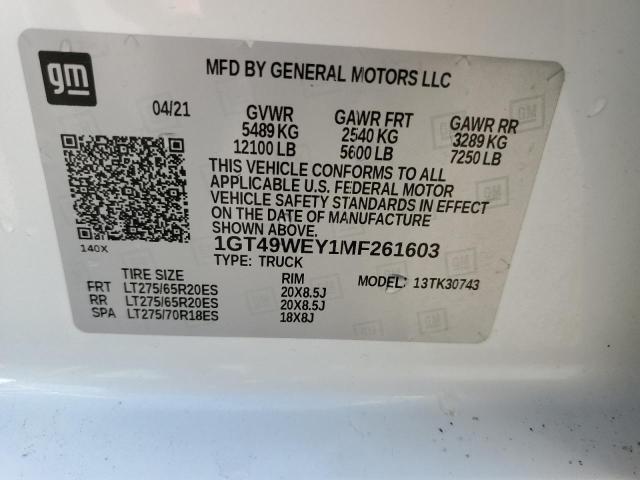 gm
MFD BY GENERAL MOTORS LLC
04/21 GVWR GAWR FRT GAWR RR
5489 KG 2540 KG 3289 KG
12100 LB 5600 LB 7250 LB
THIS VEHICLE CONFORMS TO ALL
APPLICABLE U.S. FEDERAL MOTOR
VEHICLE SAFETY STANDARDS IN EFFECT
ON THE DATE OF MANUFACTURE
SHOWN ABOVE.
1GT49WEY1MF261603
140X
TYPE: TRUCK
TIRE SIZE RIM MODEL: 13TK30743
FRT LT275/65R20ES 20X8.5J
RR LT275/65R20ES 20X8.5J
SPA LT275/70R18ES 18X8J